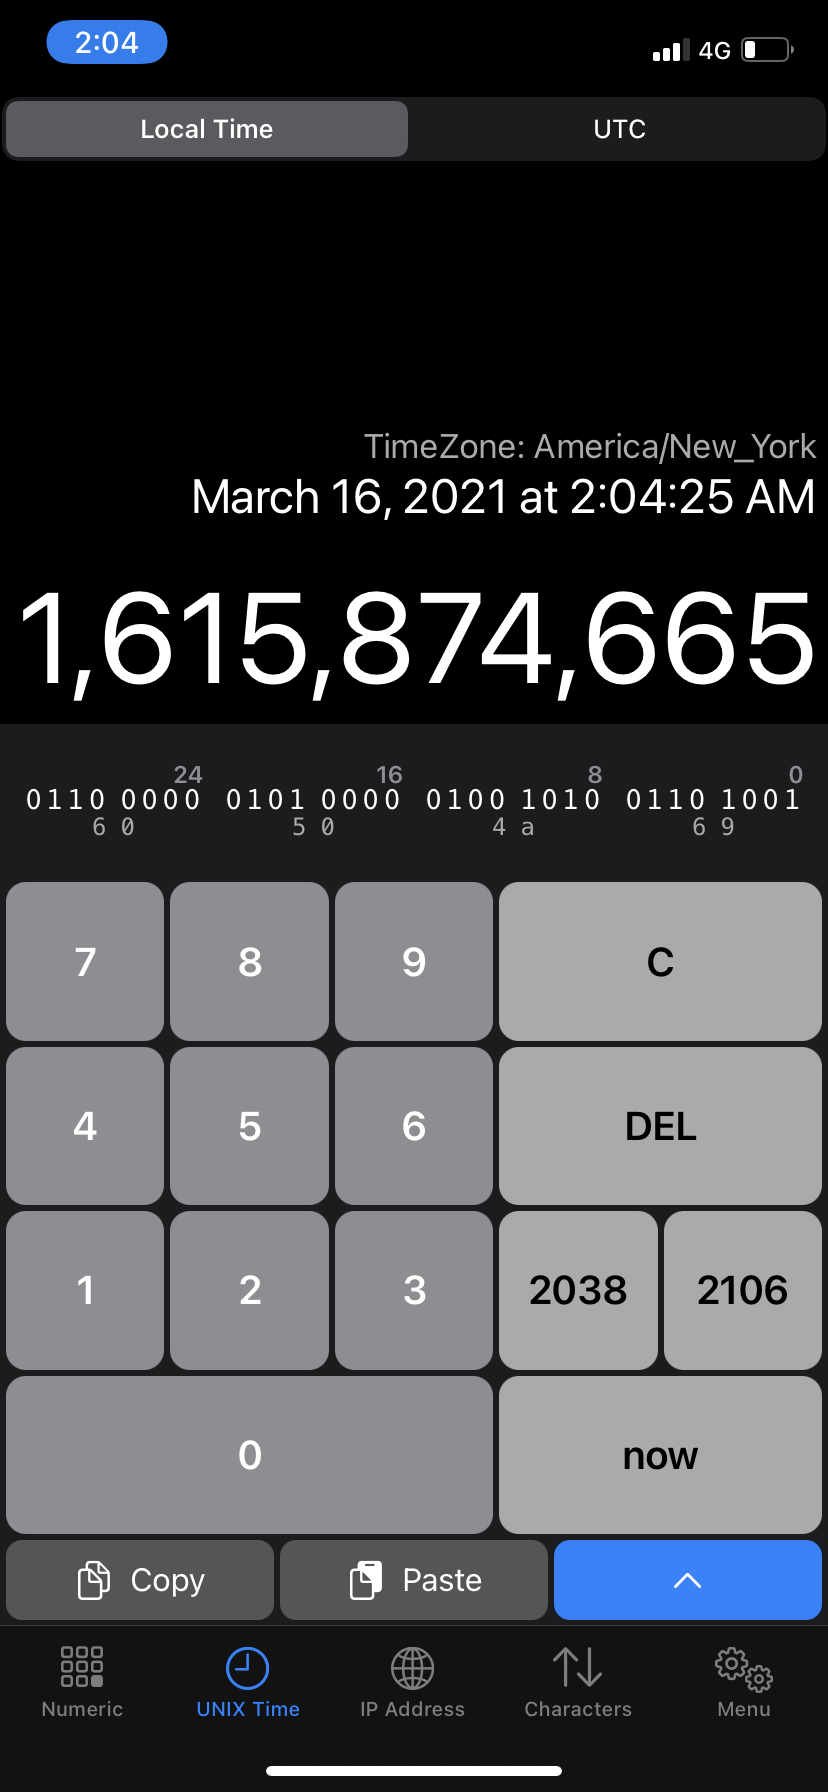 2:04 4G
Local Time UTC
TimeZone: America/New_York
March 16, 2021 at 2:04:25 AM
1,615,874,665
24 16 8 0
0110 0000 0101 0000 0100 1010 0110 1001
6 0 5 0 4 a 6 9
7 8 9 C
4 5 6 DEL
1 2 3 2038 2106
0 now
Copy Paste
Numeric UNIX Time IP Address Characters Menu